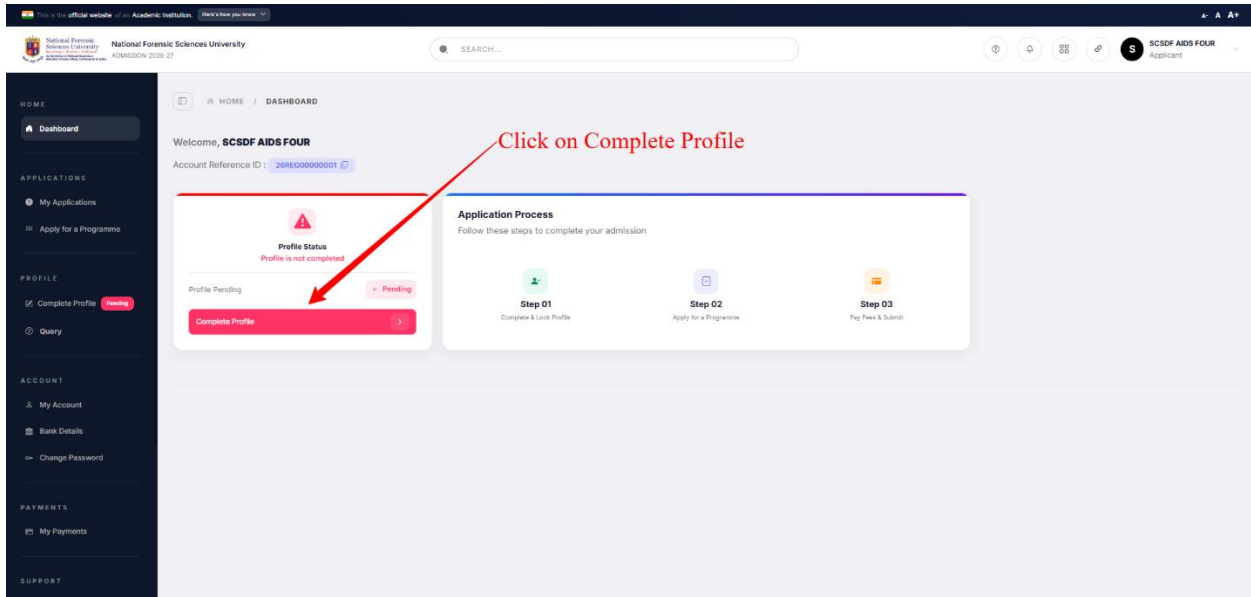 This is the official website of an Academic Institution. Here's how you know
A- A A+
National Forensic
Sciences University
National Forensic Sciences University
ADMISSION 2026-27
SEARCH...
S
SCSDF AIDS FOUR
Applicant
HOME
Dashboard
APPLICATIONS
My Applications
Apply for a Programme
PROFILE
Complete Profile Pending
Query
ACCOUNT
My Account
Bank Details
Change Password
PAYMENTS
My Payments
SUPPORT
HOME / DASHBOARD
Welcome, SCSDF AIDS FOUR
Account Reference ID : 26REG00000001
Click on Complete Profile
Profile Status
Profile is not completed
Profile Pending
× Pending
Complete Profile
Application Process
Follow these steps to complete your admission
Step 01
Complete & Lock Profile
Step 02
Apply for a Programme
Step 03
Pay Fees & Submit